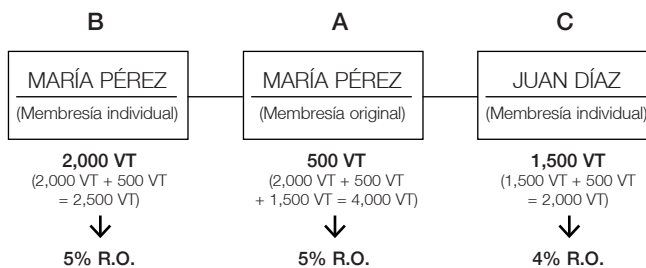 B
MARÍA PÉREZ
(Membresía individual)
2,000 VT
(2,000 VT + 500 VT
= 2,500 VT)
5% R.O.
A
MARÍA PÉREZ
(Membresía original)
500 VT
(2,000 VT + 500 VT
+ 1,500 VT = 4,000 VT)
5% R.O.
C
JUAN DÍAZ
(Membresía individual)
1,500 VT
(1,500 VT + 500 VT
= 2,000 VT)
4% R.O.